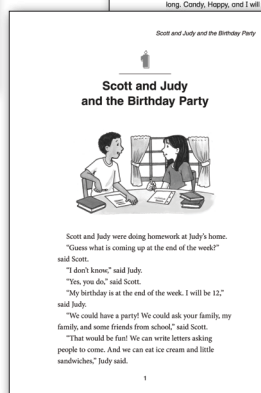 long. Candy, Happy, and I will
Scott and Judy and the Birthday Party
1
Scott and Judy
and the Birthday Party
Scott and Judy were doing homework at Judy's home.
"Guess what is coming up at the end of the week?"
said Scott.
"I don't know," said Judy.
"Yes, you do," said Scott.
"My birthday is at the end of the week. I will be 12,"
said Judy.
"We could have a party! We could ask your family, my
family, and some friends from school," said Scott.
"That would be fun! We can write letters asking
people to come. And we can eat ice cream and little
sandwiches," Judy said.
1